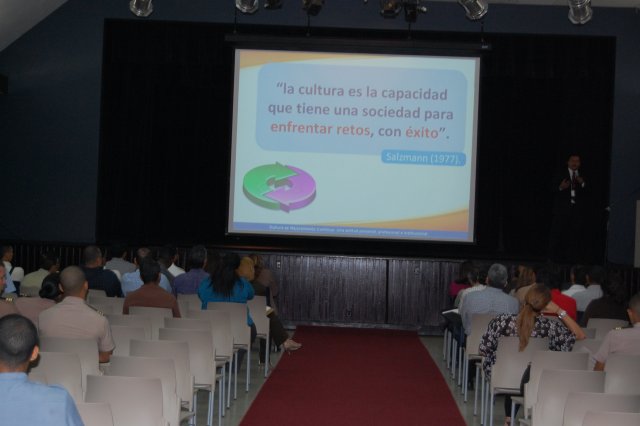 “la cultura es la capacidad
que tiene una sociedad para
enfrentar retos, con éxito”.
Salzmann (1977).